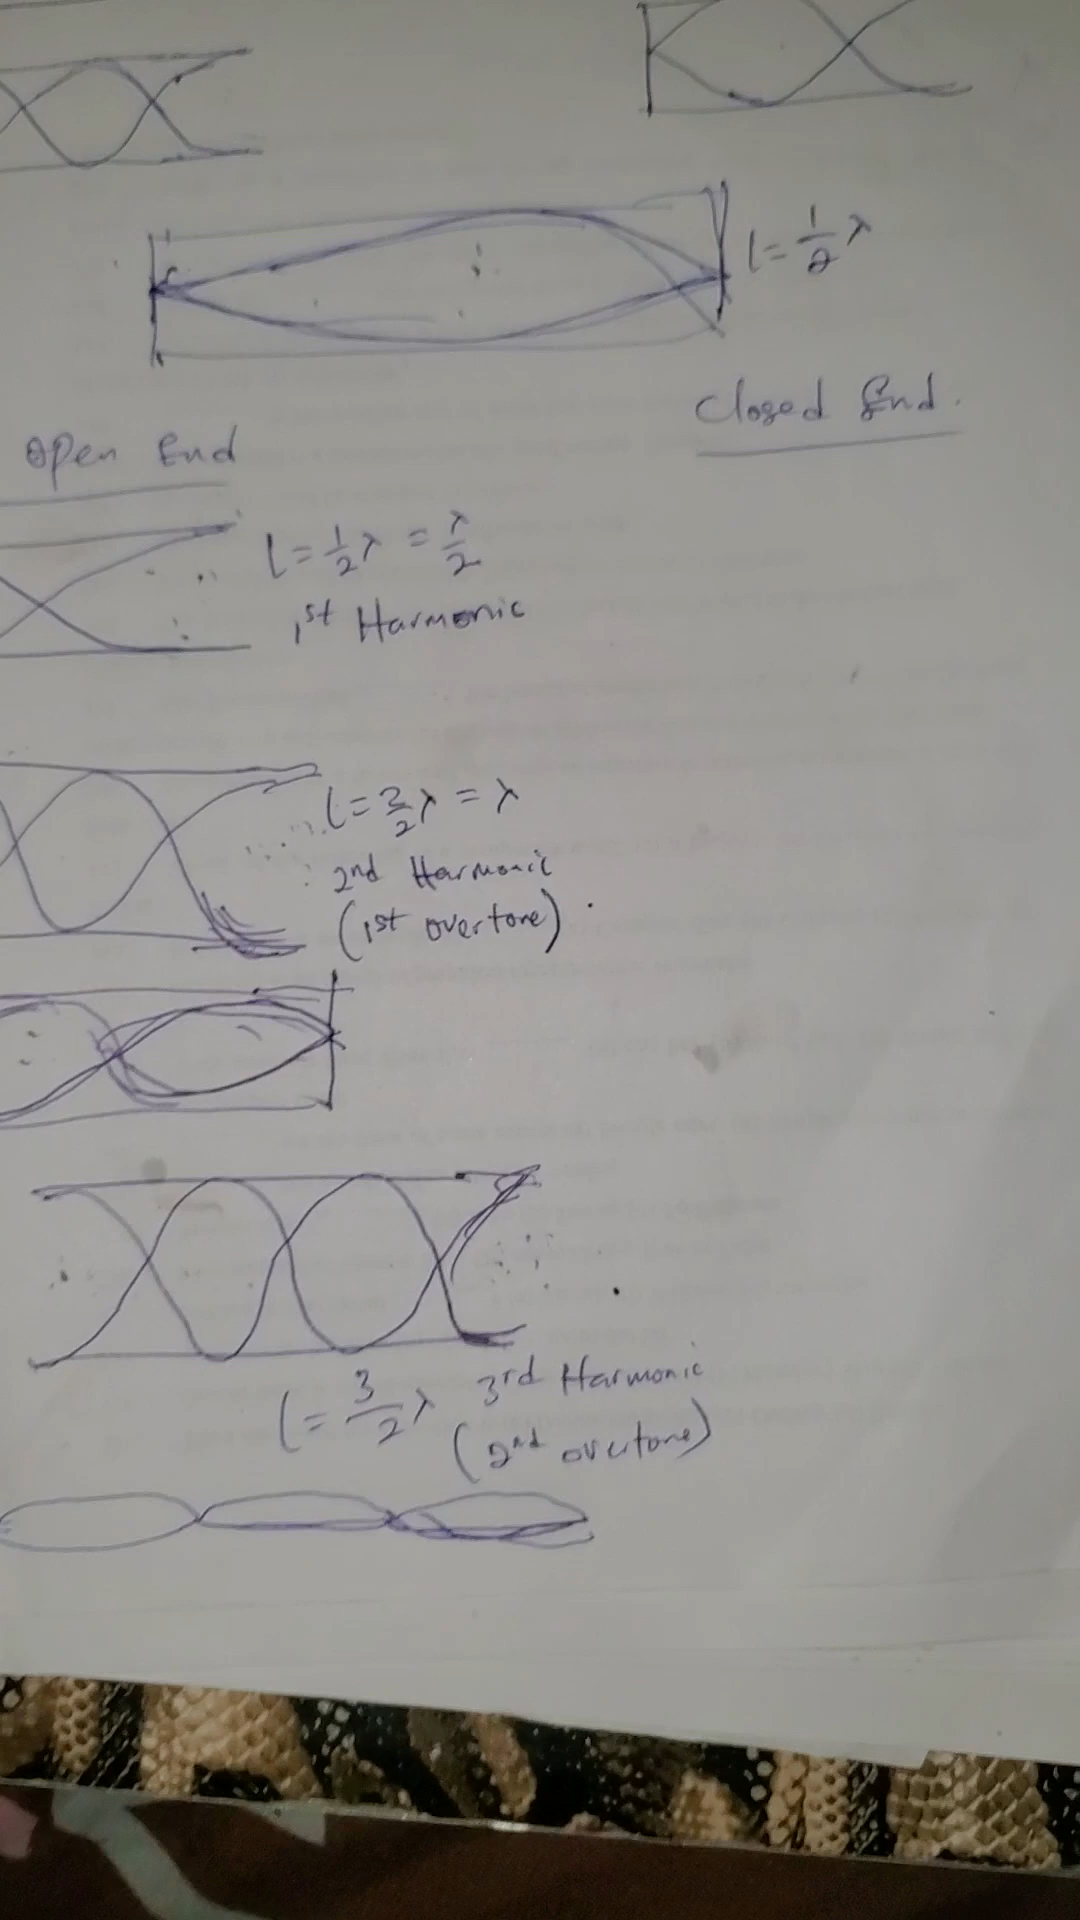 l = 1/2 λ
Closed End.
Open End
l = 1/2 λ = λ/2
1st Harmonic
l = 2/2 λ = λ
2nd Harmonic
(1st overtone)
l = 3/2 λ 3rd Harmonic
(2nd overtone)